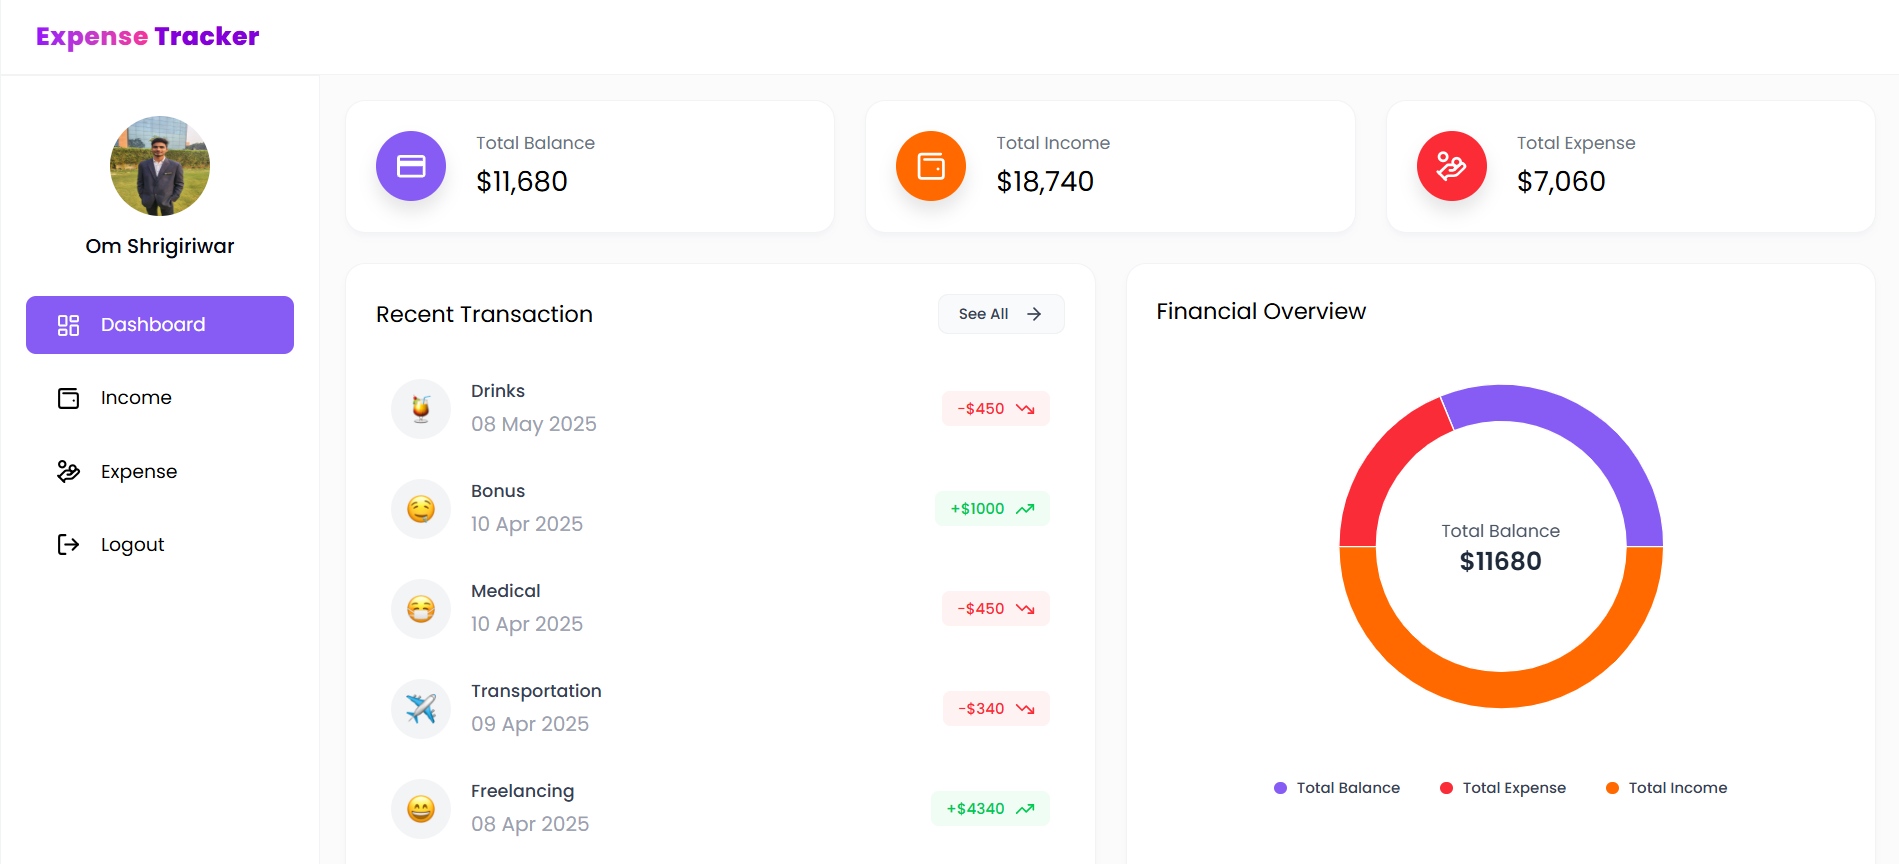 Expense Tracker
Om Shrigiriwar
Dashboard
Income
Expense
Logout
Total Balance
$11,680
Total Income
$18,740
Total Expense
$7,060
Recent Transaction
See All
Drinks
08 May 2025
-$450
Bonus
10 Apr 2025
+$1000
Medical
10 Apr 2025
-$450
Transportation
09 Apr 2025
-$340
Freelancing
08 Apr 2025
+$4340
Financial Overview
Total Balance
$11680
Total Balance
Total Expense
Total Income